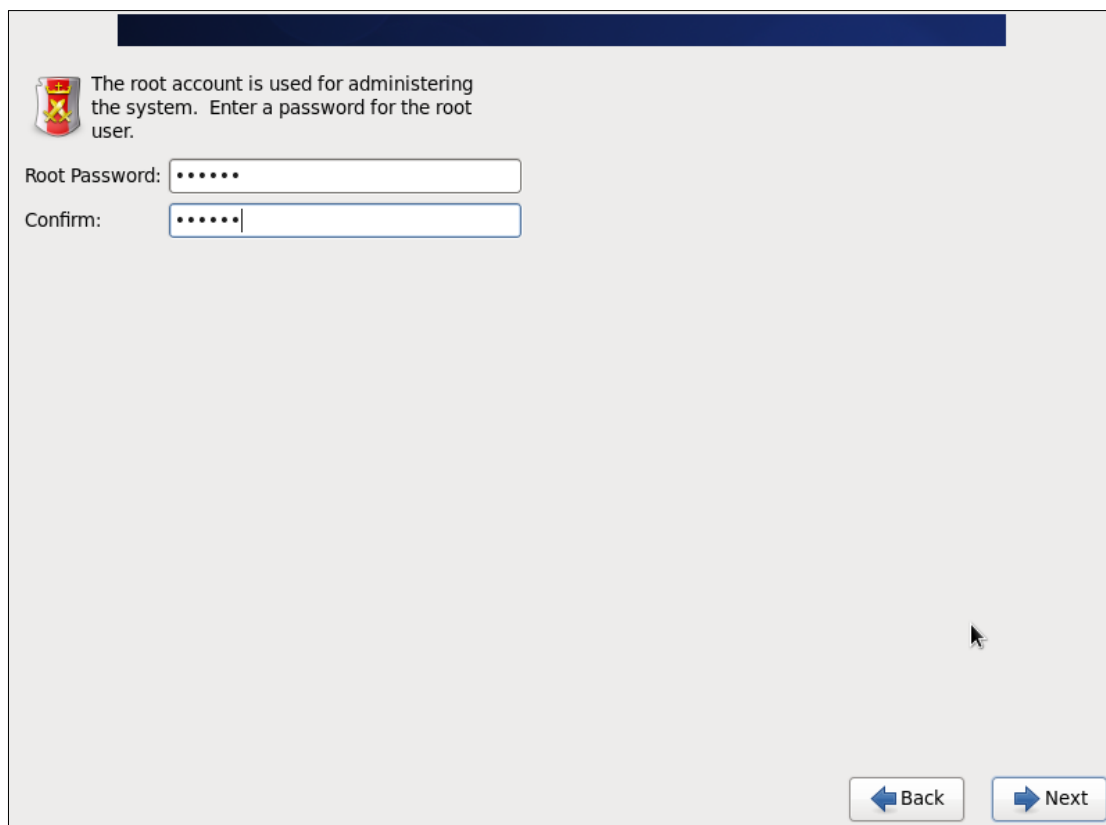 The root account is used for administering
the system.  Enter a password for the root
user.
Root Password: ••••••
Confirm: ••••••
Back
Next